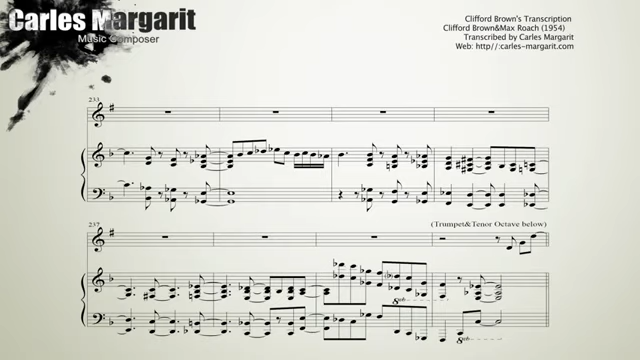 Carles Margarit
Music Composer
Clifford Brown's Transcription
Clifford Brown&Max Roach (1954)
Transcribed by Carles Margarit
Web: http//:carles-margarit.com
233
237
(Trumpet&Tenor Octave below)
8vb
8vb